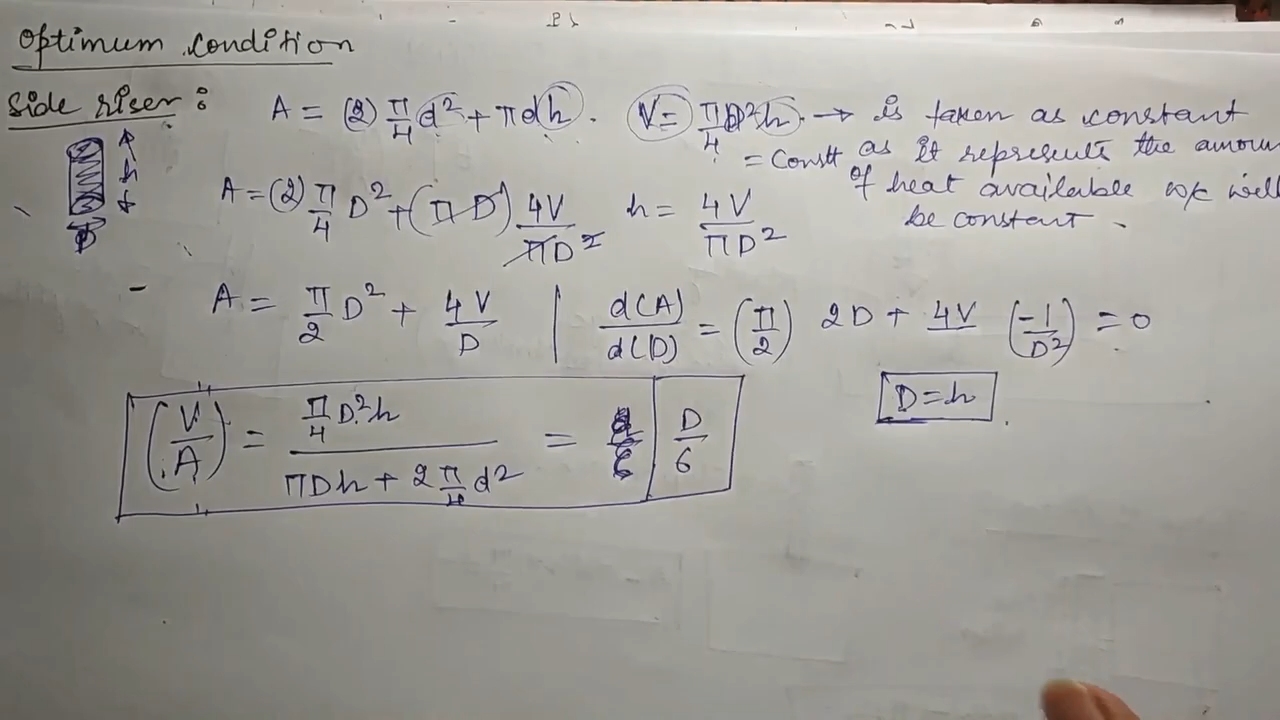 Optimum condition
Side riser :
A = (2) π/4 d² + πdh . V = π/4 D²h → is taken as constant
= Constt as it represents the amoun
of heat available w/c will
be constant
h
D
A = (2) π/4 D² + (πD) 4V/πD² h = 4V/πD²
A = π/2 D² + 4V/D | d(A)/d(D) = (π/2) 2D + 4V (-1/D²) = 0
(V/A) = π/4 D²h / πDh + 2 π/4 d² = D/6
D = h